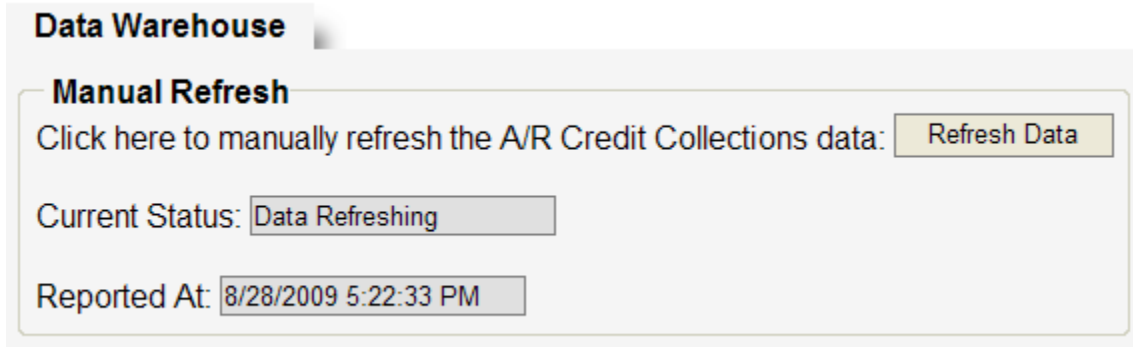 Data Warehouse
Manual Refresh
Click here to manually refresh the A/R Credit Collections data: Refresh Data
Current Status: Data Refreshing
Reported At: 8/28/2009 5:22:33 PM